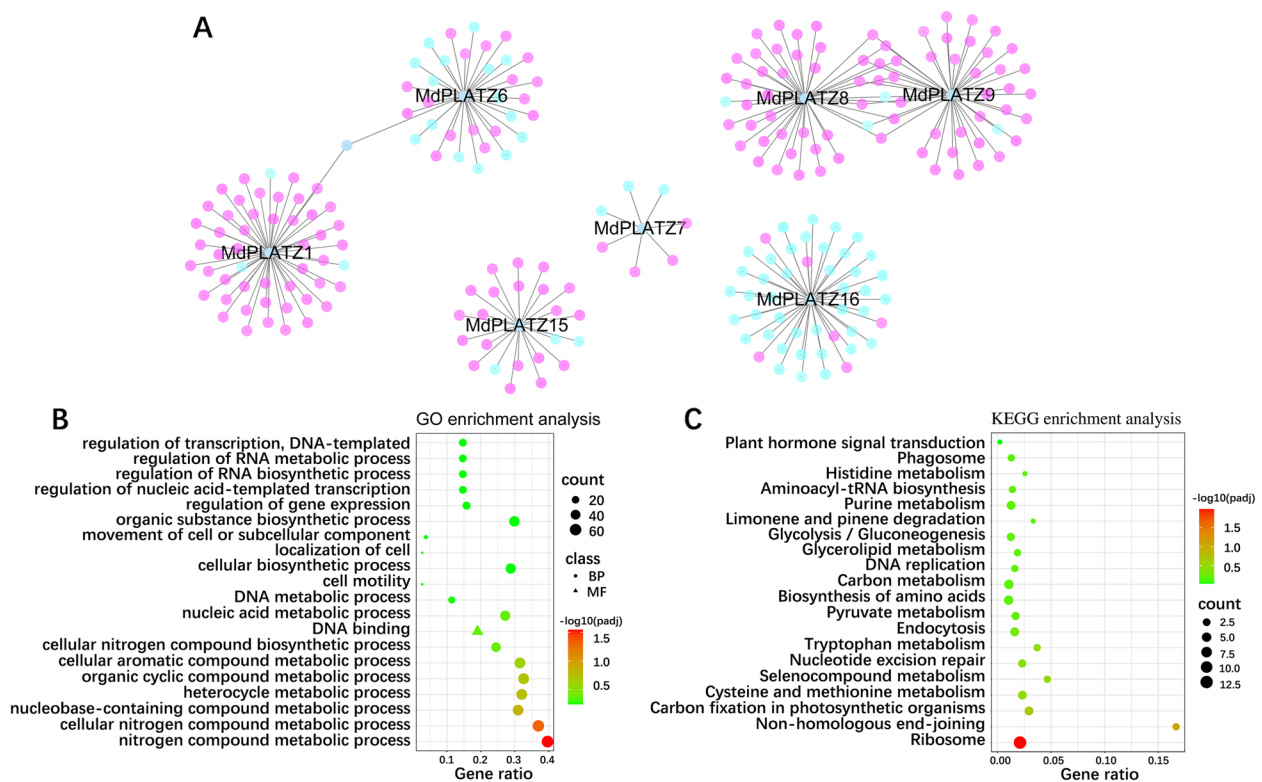 A
MdPLATZ6
MdPLATZ8
MdPLATZ9
MdPLATZ7
MdPLATZ1
MdPLATZ16
MdPLATZ15
B
GO enrichment analysis
regulation of transcription, DNA-templated
regulation of RNA metabolic process
regulation of RNA biosynthetic process
regulation of nucleic acid-templated transcription
regulation of gene expression
organic substance biosynthetic process
movement of cell or subcellular component
localization of cell
cellular biosynthetic process
cell motility
DNA metabolic process
nucleic acid metabolic process
DNA binding
cellular nitrogen compound biosynthetic process
cellular aromatic compound metabolic process
organic cyclic compound metabolic process
heterocycle metabolic process
nucleobase-containing compound metabolic process
cellular nitrogen compound metabolic process
nitrogen compound metabolic process
0.1 0.2 0.3 0.4
Gene ratio
count
20
40
60
class
BP
MF
-log10(padj)
1.5
1.0
0.5
C
KEGG enrichment analysis
Plant hormone signal transduction
Phagosome
Histidine metabolism
Aminoacyl-tRNA biosynthesis
Purine metabolism
Limonene and pinene degradation
Glycolysis / Gluconeogenesis
Glycerolipid metabolism
DNA replication
Carbon metabolism
Biosynthesis of amino acids
Pyruvate metabolism
Endocytosis
Tryptophan metabolism
Nucleotide excision repair
Selenocompound metabolism
Cysteine and methionine metabolism
Carbon fixation in photosynthetic organisms
Non-homologous end-joining
Ribosome
0.00 0.05 0.10 0.15
Gene ratio
-log10(padj)
1.5
1.0
0.5
count
2.5
5.0
7.5
10.0
12.5